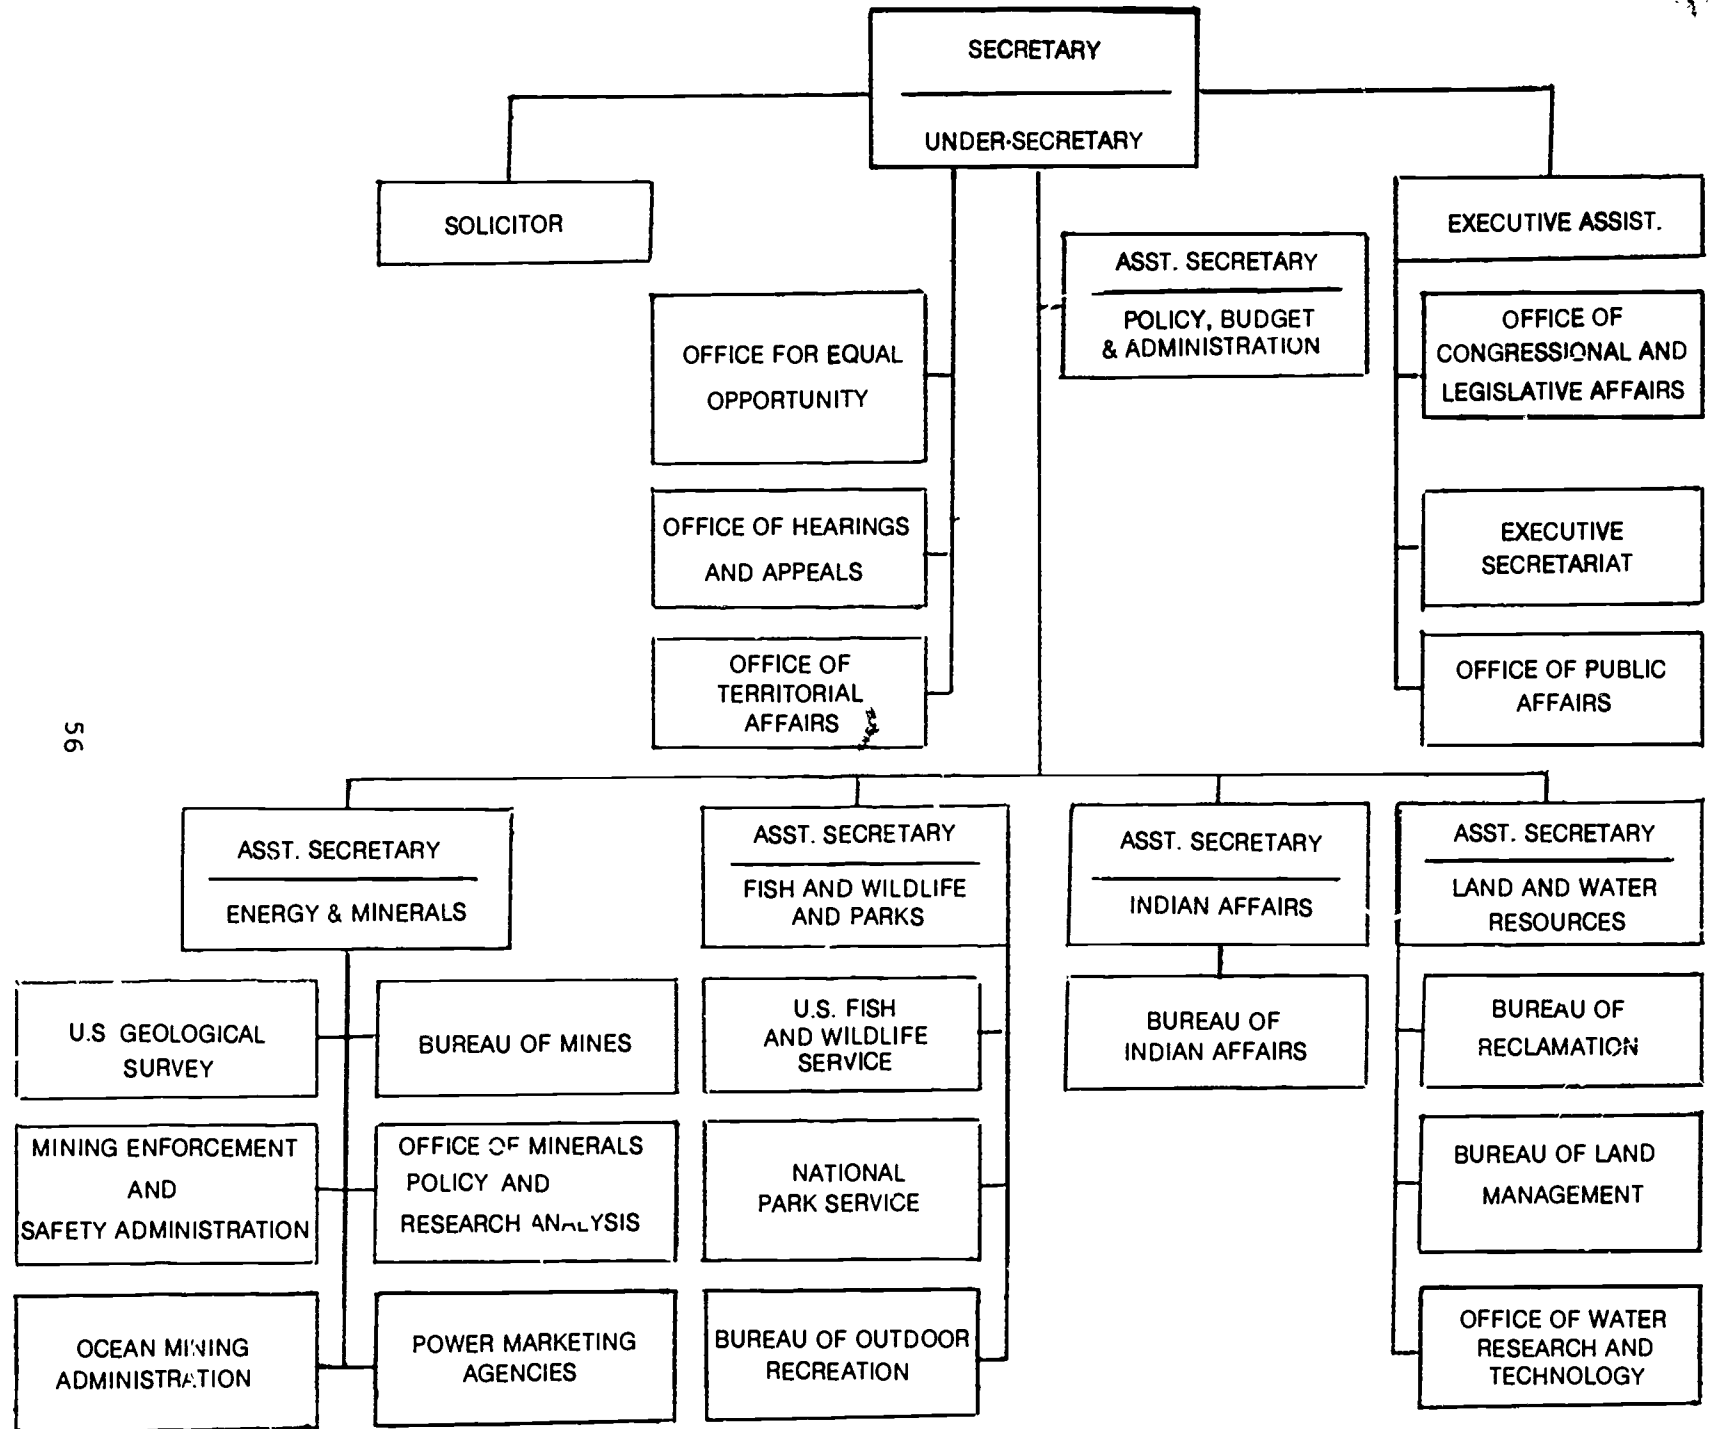 SECRETARY
UNDER-SECRETARY
SOLICITOR
EXECUTIVE ASSIST.
ASST. SECRETARY
POLICY, BUDGET
& ADMINISTRATION
OFFICE OF
CONGRESSIONAL AND
LEGISLATIVE AFFAIRS
OFFICE FOR EQUAL
OPPORTUNITY
OFFICE OF HEARINGS
AND APPEALS
EXECUTIVE
SECRETARIAT
OFFICE OF
TERRITORIAL
AFFAIRS
OFFICE OF PUBLIC
AFFAIRS
56
ASST. SECRETARY
ENERGY & MINERALS
ASST. SECRETARY
FISH AND WILDLIFE
AND PARKS
ASST. SECRETARY
INDIAN AFFAIRS
ASST. SECRETARY
LAND AND WATER
RESOURCES
U.S GEOLOGICAL
SURVEY
BUREAU OF MINES
U.S. FISH
AND WILDLIFE
SERVICE
BUREAU OF
INDIAN AFFAIRS
BUREAU OF
RECLAMATION
MINING ENFORCEMENT
AND
SAFETY ADMINISTRATION
OFFICE OF MINERALS
POLICY AND
RESEARCH ANALYSIS
NATIONAL
PARK SERVICE
BUREAU OF LAND
MANAGEMENT
OCEAN MINING
ADMINISTRATION
POWER MARKETING
AGENCIES
BUREAU OF OUTDOOR
RECREATION
OFFICE OF WATER
RESEARCH AND
TECHNOLOGY